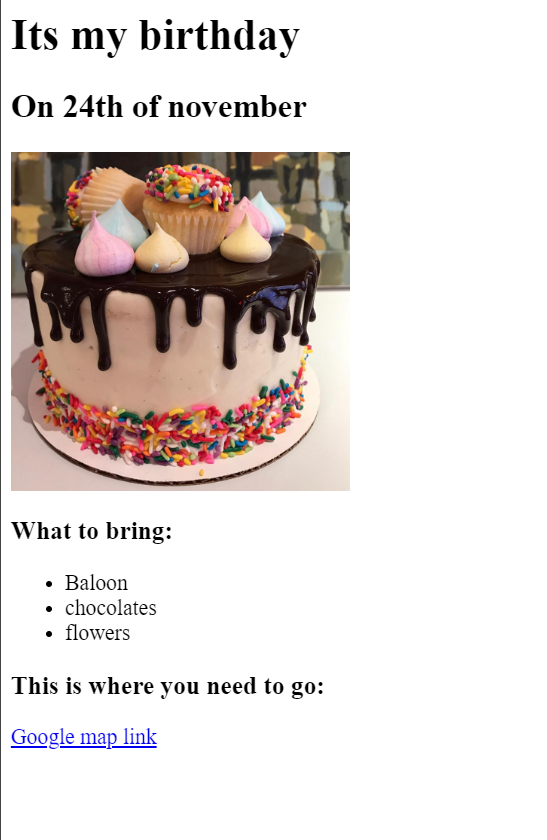 Its my birthday
On 24th of november
What to bring:
Baloon
chocolates
flowers
This is where you need to go:
Google map link